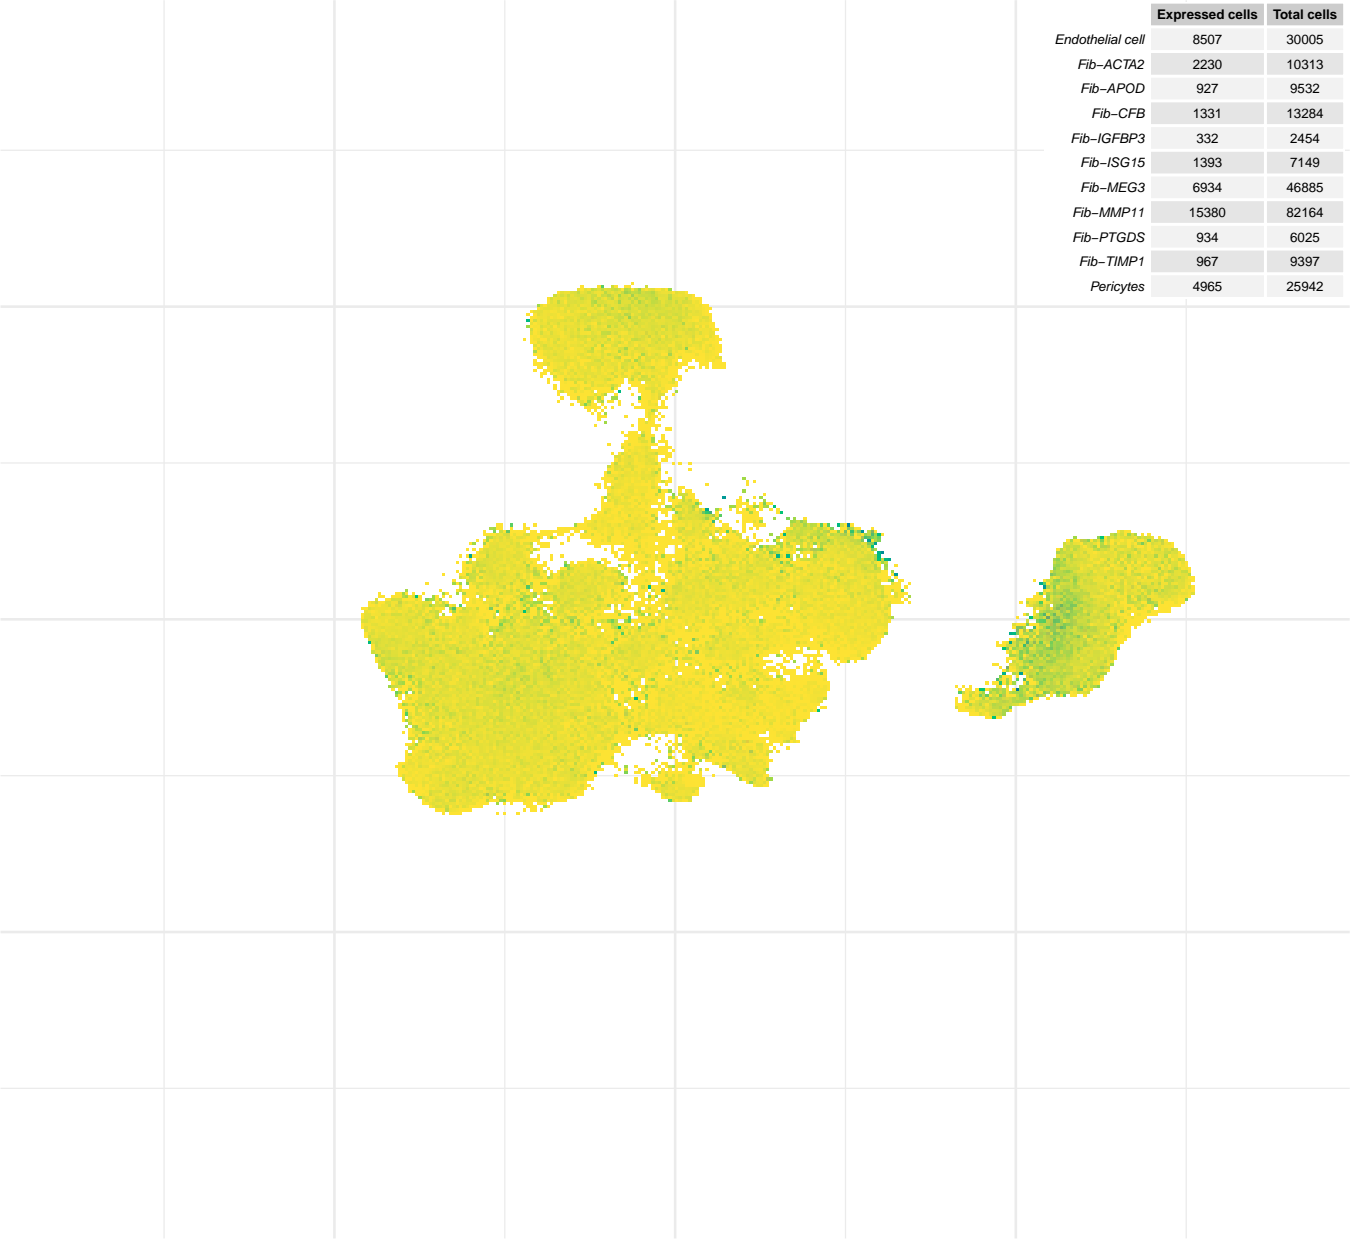 Expressed cells Total cells
Endothelial cell 8507 30005
Fib−ACTA2 2230 10313
Fib−APOD 927 9532
Fib−CFB 1331 13284
Fib−IGFBP3 332 2454
Fib−ISG15 1393 7149
Fib−MEG3 6934 46885
Fib−MMP11 15380 82164
Fib−PTGDS 934 6025
Fib−TIMP1 967 9397
Pericytes 4965 25942